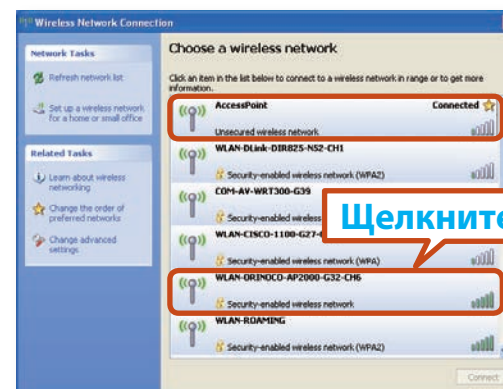 Wireless Network Connection
Network Tasks
Refresh network list
Set up a wireless network
for a home or small office
Related Tasks
Learn about wireless
networking
Change the order of
preferred networks
Change advanced
settings
Choose a wireless network
Click an item in the list below to connect to a wireless network in range or to get more
information.
AccessPoint Connected
Unsecured wireless network
WLAN-DLink-DIR825-N52-CH1
Security-enabled wireless network (WPA2)
COM-AV-WRT300-G39
Security-enabled wireless
Щелкните
WLAN-CISCO-1100-G27-
Security-enabled wireless network (WPA)
WLAN-ORINOCO-AP2000-G32-CH6
Security-enabled wireless network
WLAN-ROAMING
Security-enabled wireless network (WPA2)
Connect